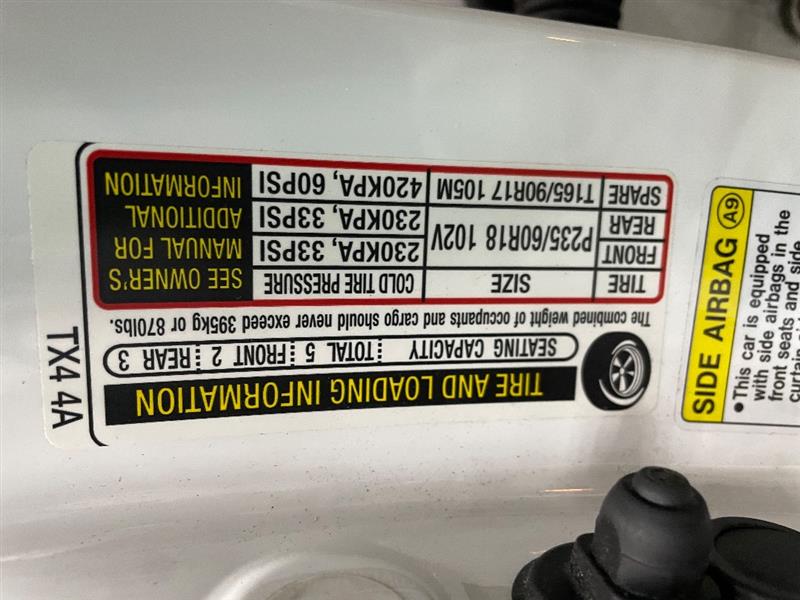 TIRE AND LOADING INFORMATION
SEATING CAPACITY TOTAL 5 FRONT 2 REAR 3
The combined weight of occupants and cargo should never exceed 395kg or 870lbs.
TIRE SIZE COLD TIRE PRESSURE SEE OWNER'S MANUAL FOR ADDITIONAL INFORMATION
FRONT P235/60R18 102V 230KPA, 33PSI
REAR 230KPA, 33PSI
SPARE T165/90R17 105M 420KPA, 60PSI
TX4 4A
SIDE AIRBAG A9
• This car is equipped
with side airbags in the
front seats and side
curtain